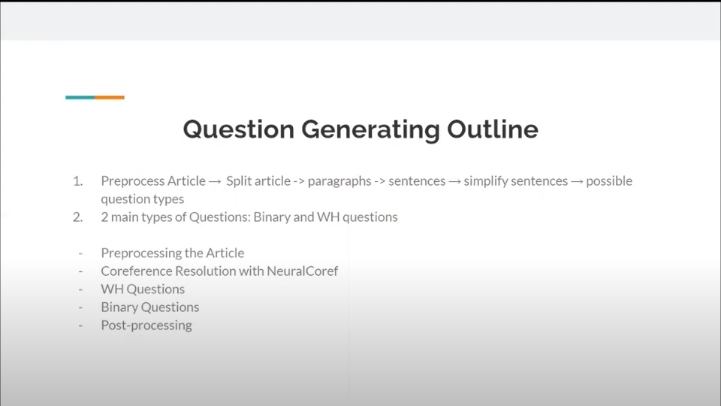 Question Generating Outline
1. Preprocess Article → Split article -> paragraphs -> sentences → simplify sentences → possible
question types
2. 2 main types of Questions: Binary and WH questions
- Preprocessing the Article
- Coreference Resolution with NeuralCoref
- WH Questions
- Binary Questions
- Post-processing